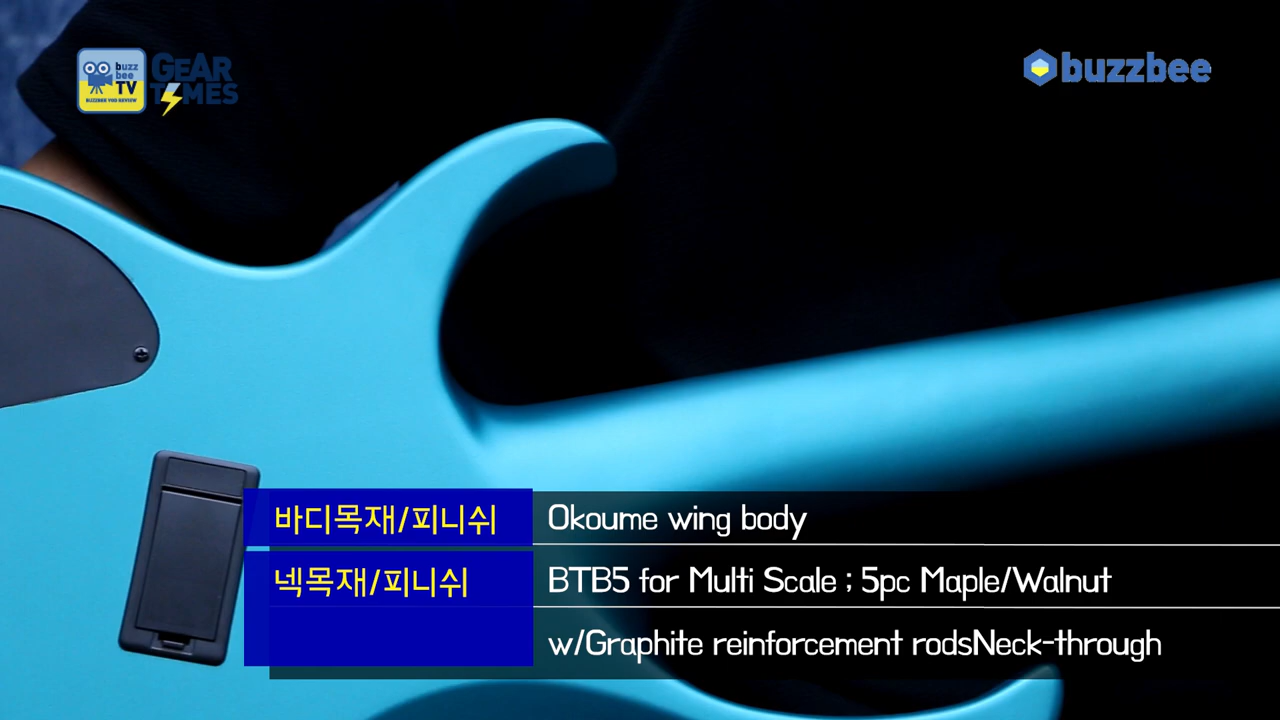 buzz
bee
TV
BUZZBEE VOD REVIEW
GEAR
TIMES
buzzbee
바디목재/피니쉬 Okoume wing body
넥목재/피니쉬 BTB5 for Multi Scale ; 5pc Maple/Walnut
w/Graphite reinforcement rodsNeck-through